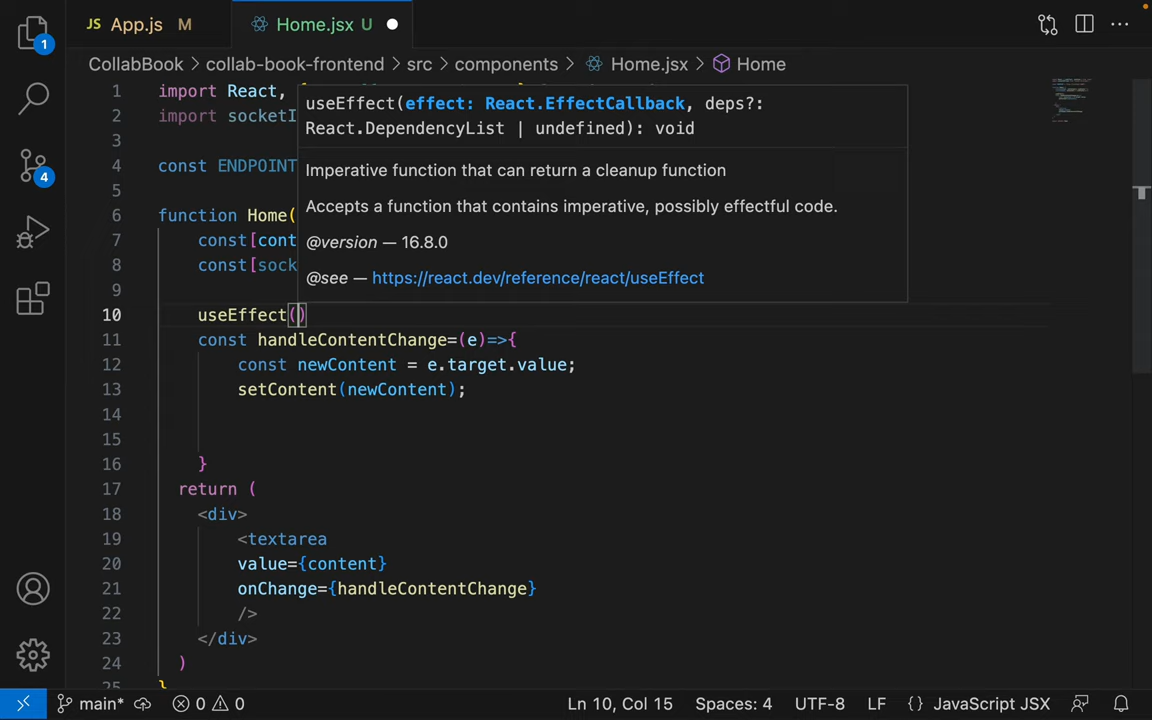 1
JS App.js M
Home.jsx U
CollabBook > collab-book-frontend > src > components > Home.jsx > Home
4
1 import React,
2 import socketI
3
4 const ENDPOINT
5
6 function Home(
7 const[cont
8 const[sock
9
useEffect(effect: React.EffectCallback, deps?:
React.DependencyList | undefined): void
Imperative function that can return a cleanup function
Accepts a function that contains imperative, possibly effectful code.
@version — 16.8.0
@see — https://react.dev/reference/react/useEffect
10 useEffect()
11 const handleContentChange=(e)=>{
12 const newContent = e.target.value;
13 setContent(newContent);
14
15
16 }
17 return (
18 <div>
19 <textarea
20 value={content}
21 onChange={handleContentChange}
22 />
23 </div>
24 )
25 }
main* 0 0 Ln 10, Col 15 Spaces: 4 UTF-8 LF {} JavaScript JSX